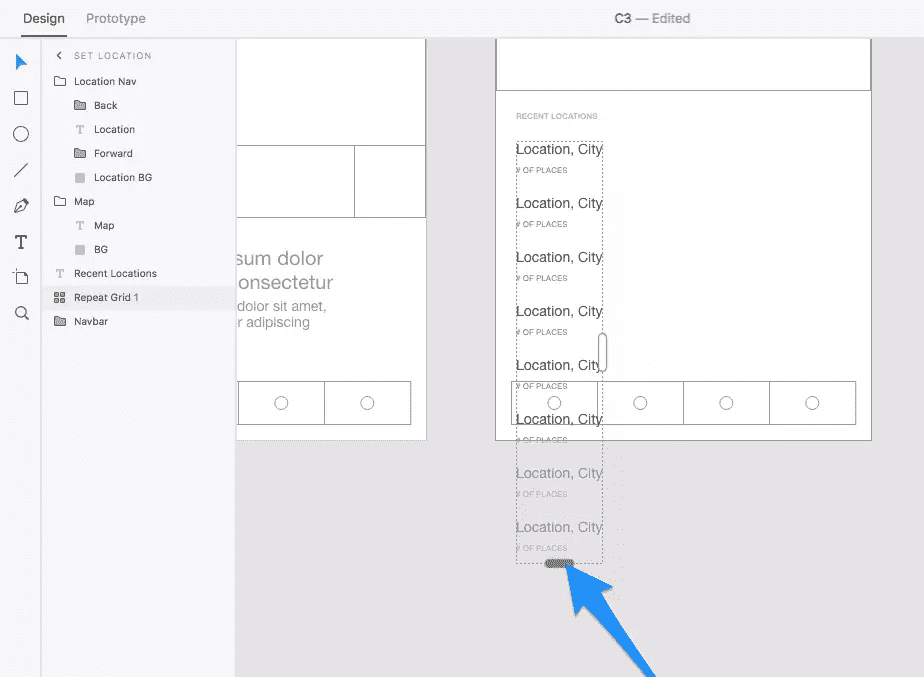 Design Prototype
C3 — Edited
SET LOCATION
Location Nav
Back
Location
Forward
Location BG
Map
Map
BG
Recent Locations
Repeat Grid 1
Navbar
T
sum dolor
onsectetur
dolor sit amet,
r adipiscing
RECENT LOCATIONS
Location, City
# OF PLACES
Location, City
# OF PLACES
Location, City
# OF PLACES
Location, City
# OF PLACES
Location, City
# OF PLACES
Location, City
# OF PLACES
Location, City
# OF PLACES
Location, City
# OF PLACES